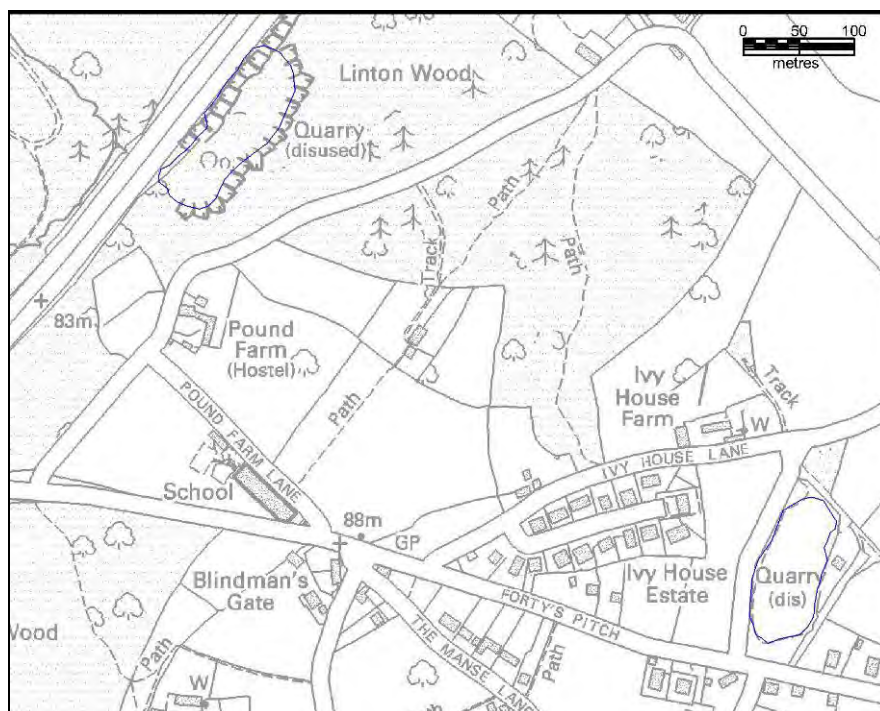 0 50 100
metres
Linton Wood
Quarry
(disused)
Path
Path
Track
83m
Pound
Farm
(Hostel)
POUND FARM LANE
Path
Ivy
House
Farm
Track
W
IVY HOUSE LANE
School
88m
GP
Blindman's
Gate
FORTY'S PITCH
Ivy House
Estate
Quarry
(dis)
THE MANSE LANE
Path
Wood
Path
W
Path